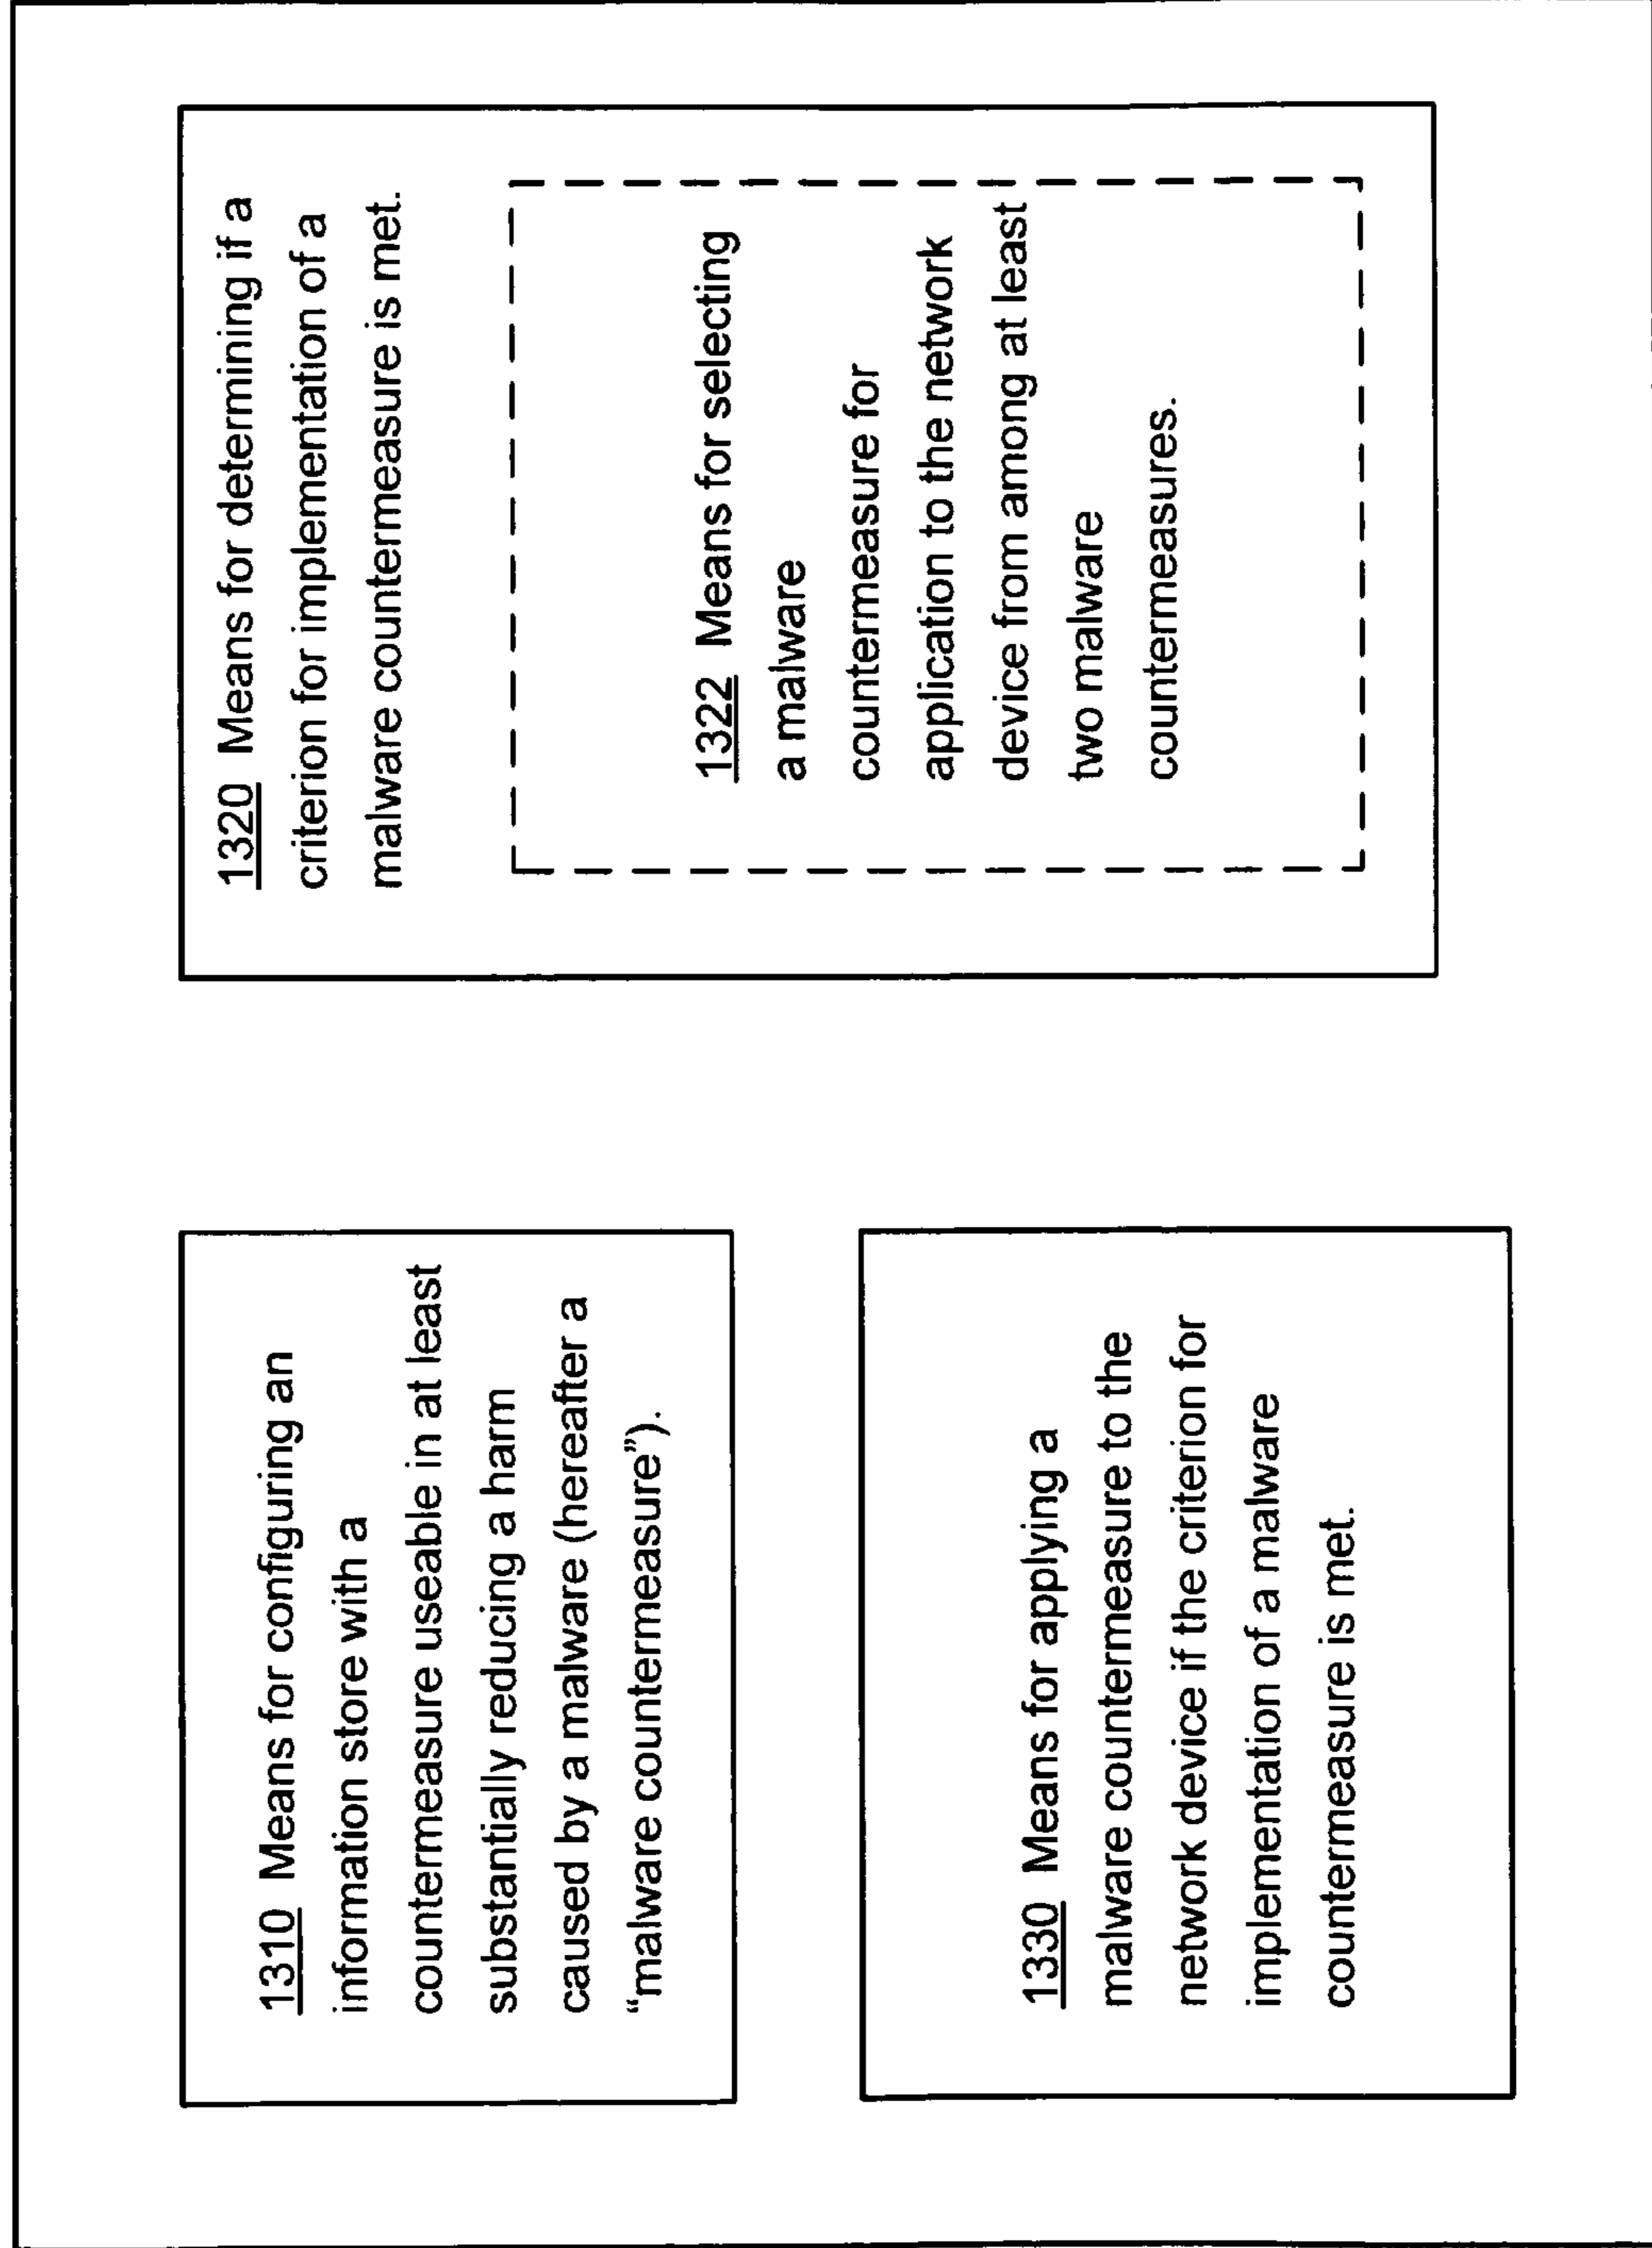 1310 Means for configuring an
information store with a
countermeasure useable in at least
substantially reducing a harm
caused by a malware (hereafter a
“malware countermeasure”).
1320 Means for determining if a
criterion for implementation of a
malware countermeasure is met.
1322 Means for selecting
a malware
countermeasure for
application to the network
device from among at least
two malware
countermeasures.
1330 Means for applying a
malware countermeasure to the
network device if the criterion for
implementation of a malware
countermeasure is met.